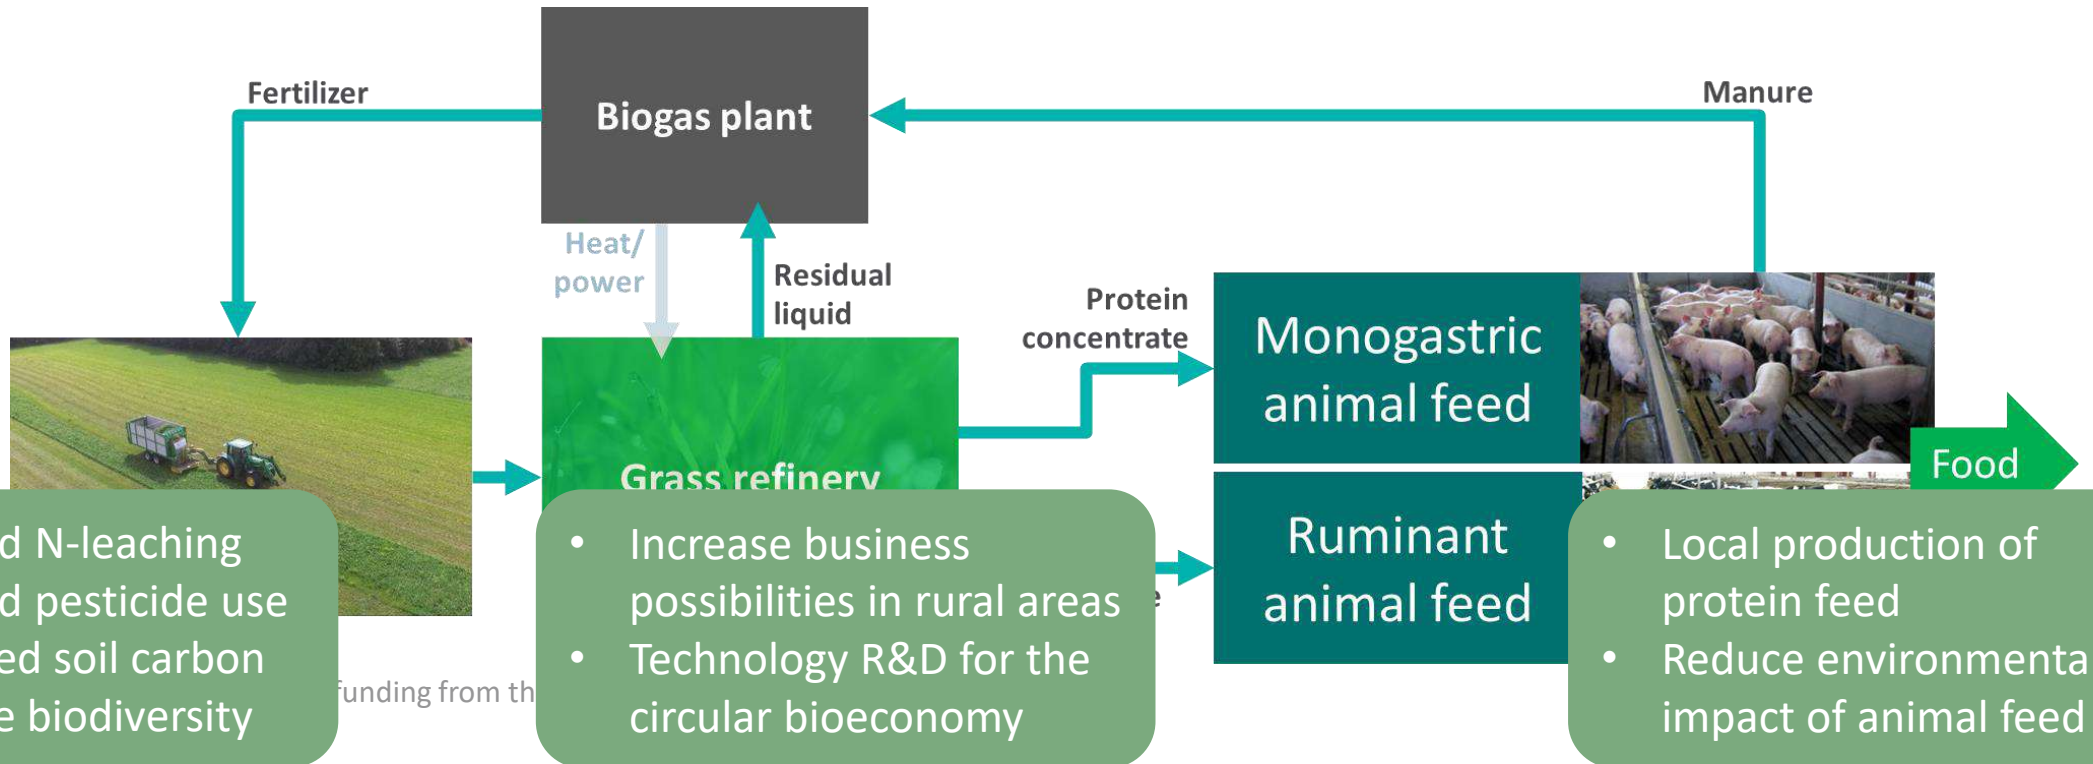 Fertilizer
Biogas plant
Manure
Heat/
power
Residual
liquid
Protein
concentrate
Monogastric
animal feed
Food
Grass refinery
Ruminant
animal feed
d N-leaching
d pesticide use
ed soil carbon
e biodiversity
• Increase business
possibilities in rural areas
• Technology R&D for the
circular bioeconomy
e
• Local production of
protein feed
• Reduce environmenta
impact of animal feed
funding from th